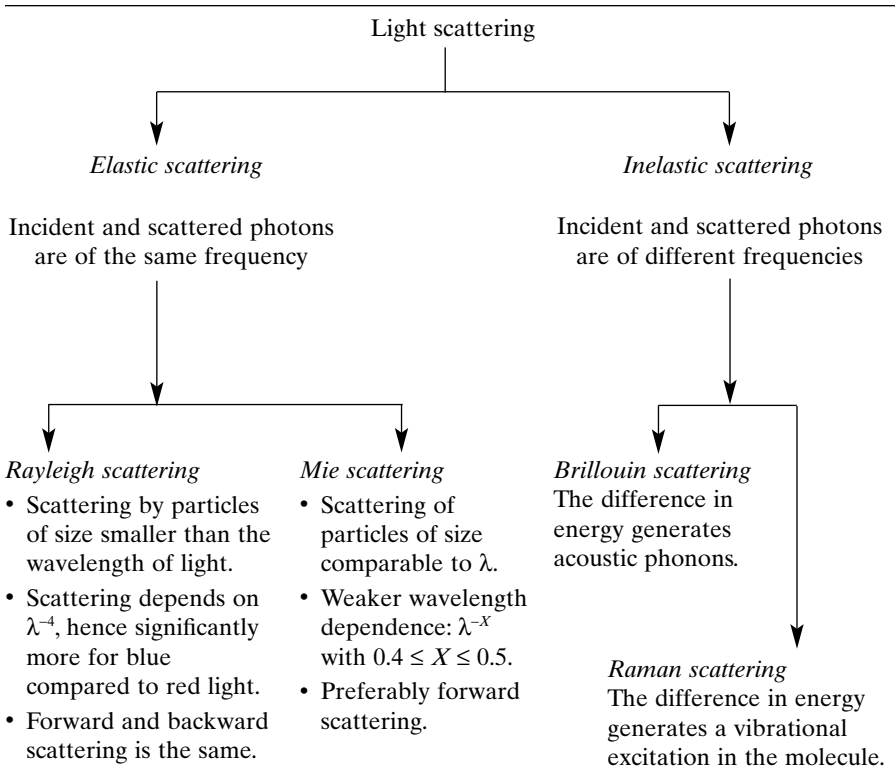 Light scattering
Elastic scattering
Incident and scattered photons
are of the same frequency
Inelastic scattering
Incident and scattered photons
are of different frequencies
Rayleigh scattering
• Scattering by particles
of size smaller than the
wavelength of light.
• Scattering depends on
λ⁻⁴, hence significantly
more for blue
compared to red light.
• Forward and backward
scattering is the same.
Mie scattering
• Scattering of
particles of size
comparable to λ.
• Weaker wavelength
dependence: λ⁻ˣ
with 0.4 ≤ X ≤ 0.5.
• Preferably forward
scattering.
Brillouin scattering
The difference in
energy generates
acoustic phonons.
Raman scattering
The difference in energy
generates a vibrational
excitation in the molecule.